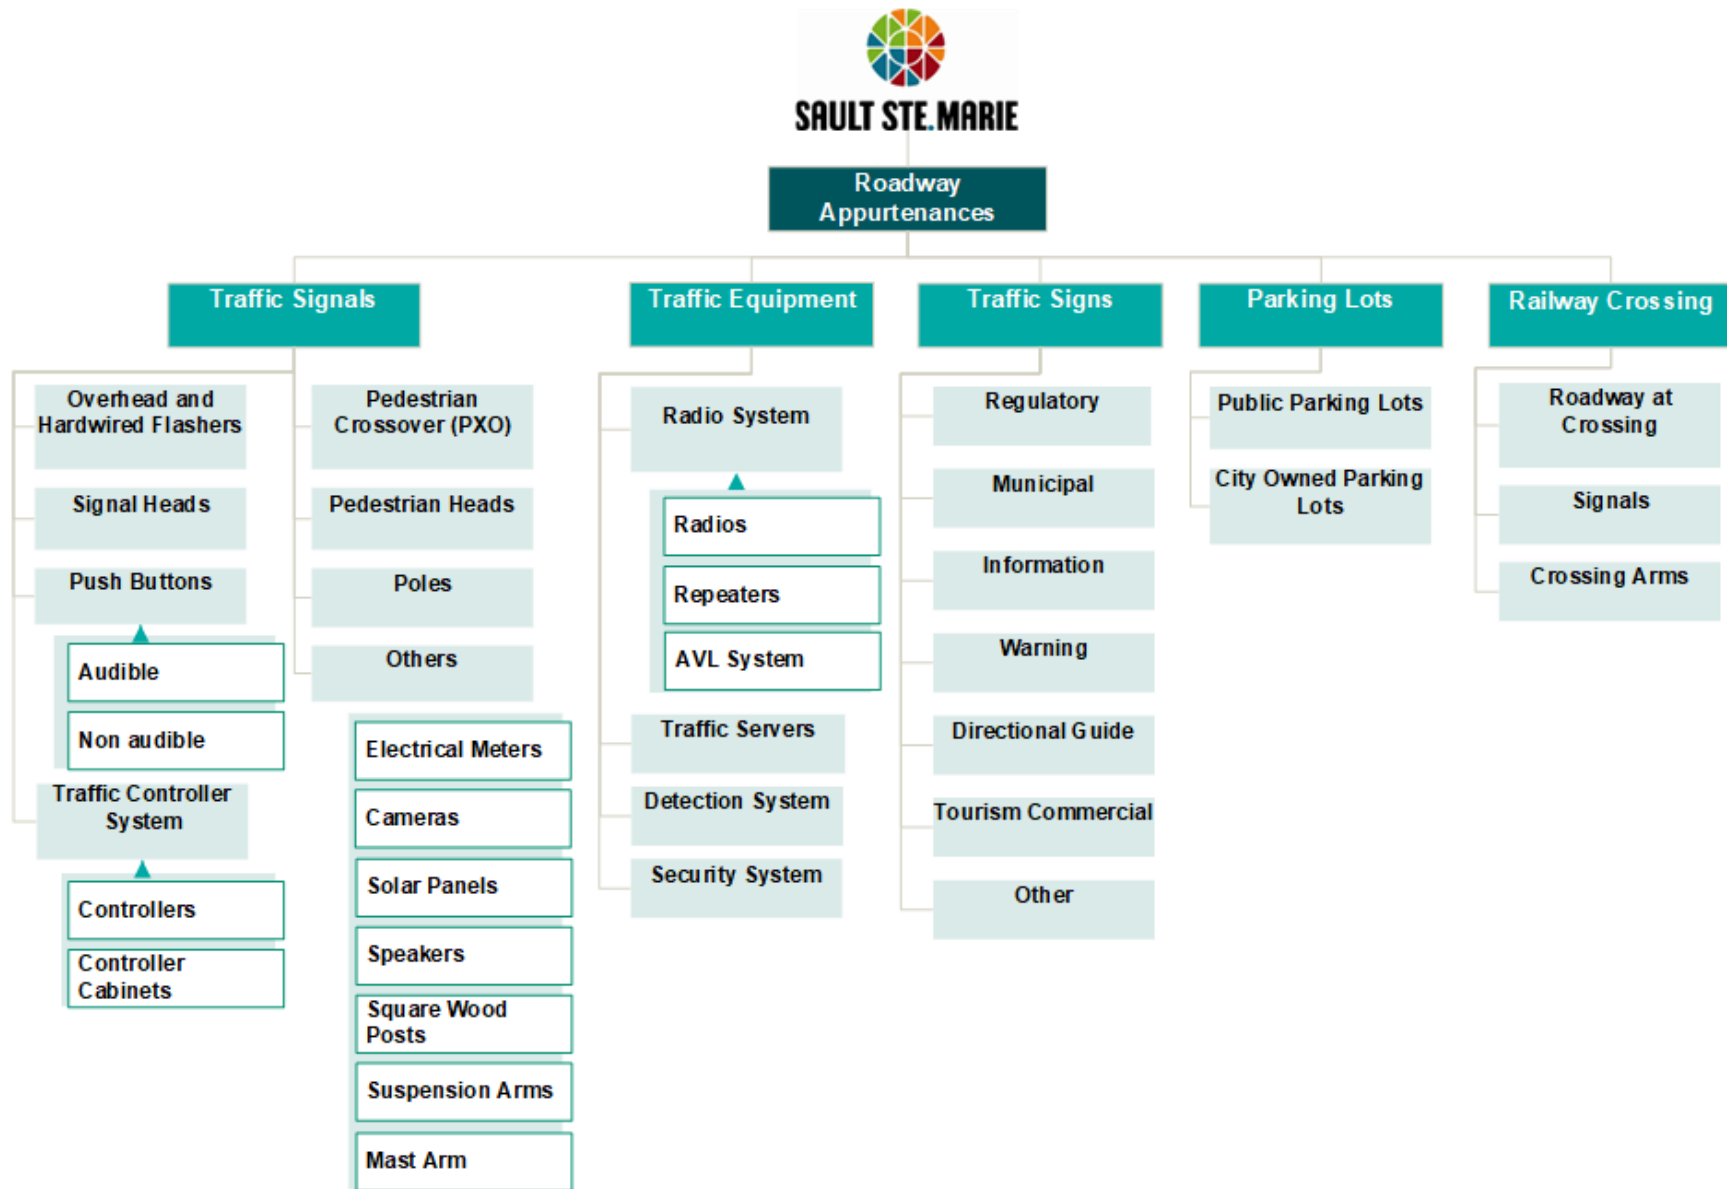 SAULT STE.MARIE
Roadway
Appurtenances
Traffic Signals
Overhead and
Hardwired Flashers
Signal Heads
Push Buttons
Audible
Non audible
Traffic Controller
System
Controllers
Controller
Cabinets
Pedestrian
Crossover (PXO)
Pedestrian Heads
Poles
Others
Electrical Meters
Cameras
Solar Panels
Speakers
Square Wood
Posts
Suspension Arms
Mast Arm
Traffic Equipment
Radio System
Radios
Repeaters
AVL System
Traffic Servers
Detection System
Security System
Traffic Signs
Regulatory
Municipal
Information
Warning
Directional Guide
Tourism Commercial
Other
Parking Lots
Public Parking Lots
City Owned Parking
Lots
Railway Crossing
Roadway at
Crossing
Signals
Crossing Arms